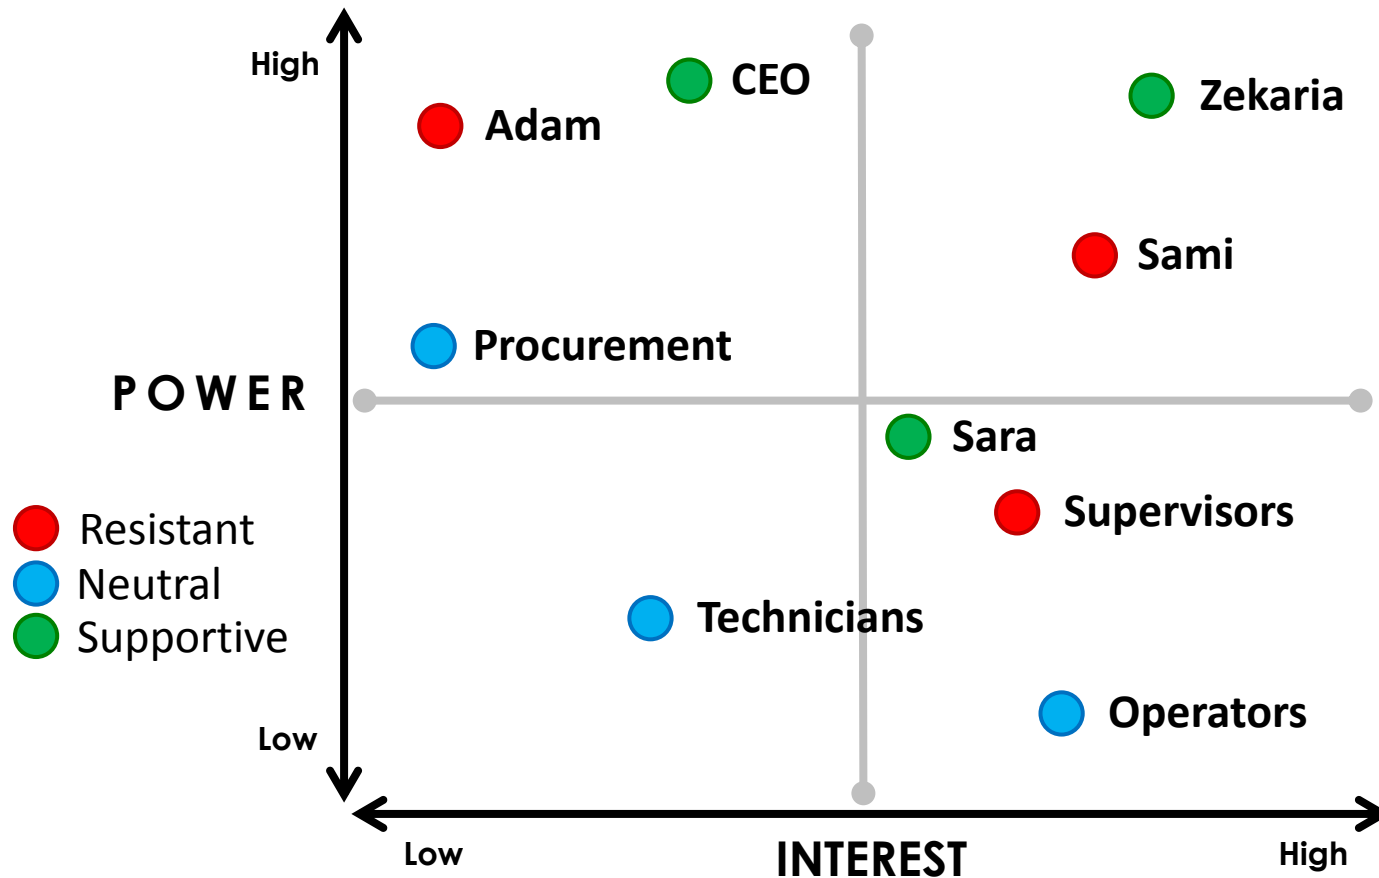 High
CEO
Zekaria
Adam
Sami
Procurement
POWER
Sara
Supervisors
Resistant
Neutral
Supportive
Technicians
Operators
Low
Low
INTEREST
High